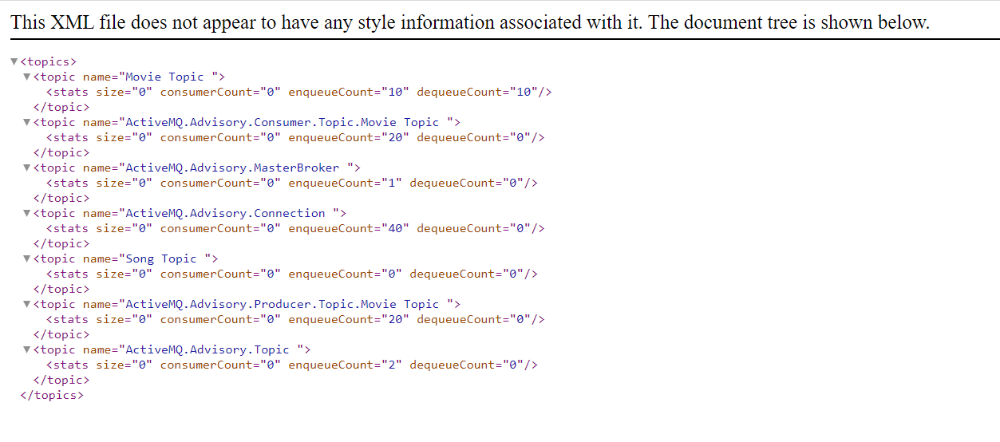 This XML file does not appear to have any style information associated with it. The document tree is shown below.
▼<topics>
▼<topic name="Movie Topic ">
<stats size="0" consumerCount="0" enqueueCount="10" dequeueCount="10"/>
</topic>
▼<topic name="ActiveMQ.Advisory.Consumer.Topic.Movie Topic ">
<stats size="0" consumerCount="0" enqueueCount="20" dequeueCount="0"/>
</topic>
▼<topic name="ActiveMQ.Advisory.MasterBroker ">
<stats size="0" consumerCount="0" enqueueCount="1" dequeueCount="0"/>
</topic>
▼<topic name="ActiveMQ.Advisory.Connection ">
<stats size="0" consumerCount="0" enqueueCount="40" dequeueCount="0"/>
</topic>
▼<topic name="Song Topic ">
<stats size="0" consumerCount="0" enqueueCount="0" dequeueCount="0"/>
</topic>
▼<topic name="ActiveMQ.Advisory.Producer.Topic.Movie Topic ">
<stats size="0" consumerCount="0" enqueueCount="20" dequeueCount="0"/>
</topic>
▼<topic name="ActiveMQ.Advisory.Topic ">
<stats size="0" consumerCount="0" enqueueCount="2" dequeueCount="0"/>
</topic>
</topics>